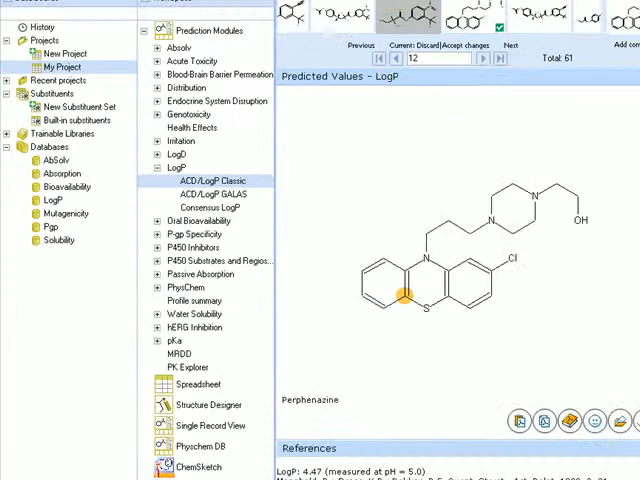 History
Projects
New Project
My Project
Recent projects
Substituents
New Substituent Set
Built-in substituents
Trainable Libraries
Databases
AbSolv
Absorption
Bioavailability
LogP
Mutagenicity
Pgp
Solubility
Prediction Modules
Absolv
Acute Toxicity
Blood-Brain Barrier Permeation
Distribution
Endocrine System Disruption
Genotoxicity
Health Effects
Irritation
LogD
LogP
ACD/LogP Classic
ACD/LogP GALAS
Consensus LogP
Oral Bioavailability
P-gp Specificity
P450 Inhibitors
P450 Substrates and Regios...
Passive Absorption
PhysChem
Profile summary
Water Solubility
hERG Inhibition
pKa
MRDD
PK Explorer
Spreadsheet
Structure Designer
Single Record View
Physchem DB
ChemSketch
Previous Current: Discard|Accept changes Next Add com
12 Total: 61
Predicted Values - LogP
N
N
OH
N
Cl
S
Perphenazine
References
LogP: 4.47 (measured at pH = 5.0)